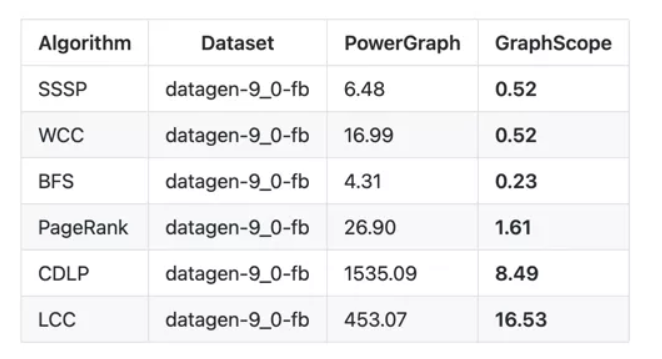 Algorithm Dataset PowerGraph GraphScope
SSSP datagen-9_0-fb 6.48 0.52
WCC datagen-9_0-fb 16.99 0.52
BFS datagen-9_0-fb 4.31 0.23
PageRank datagen-9_0-fb 26.90 1.61
CDLP datagen-9_0-fb 1535.09 8.49
LCC datagen-9_0-fb 453.07 16.53